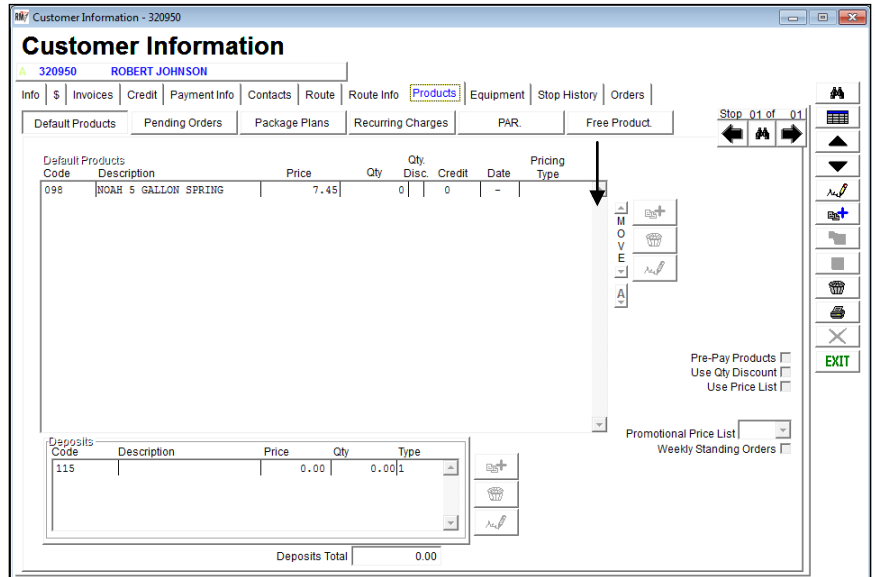 RM/ Customer Information - 320950
Customer Information
A 320950 ROBERT JOHNSON
Info $ Invoices Credit Payment Info Contacts Route Route Info Products Equipment Stop History Orders
Default Products Pending Orders Package Plans Recurring Charges PAR. Free Product. Stop 01 of 01
Default Products
Code Description Price Qty Qty. Disc. Credit Date Pricing Type
098 NOAH 5 GALLON SPRING 7.45 0 0 -
MOVE
A
Pre-Pay Products
Use Qty Discount
Use Price List
EXIT
Promotional Price List
Weekly Standing Orders
Deposits
Code Description Price Qty Type
115 0.00 0.00 1
Deposits Total 0.00